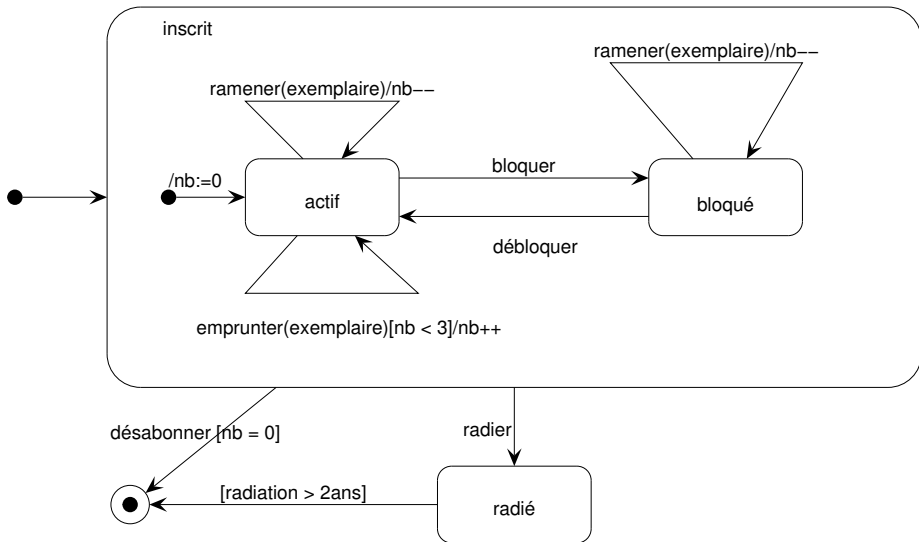 inscrit
ramener(exemplaire)/nb−−
ramener(exemplaire)/nb−−
/nb:=0
actif
bloquer
bloqué
débloquer
emprunter(exemplaire)[nb < 3]/nb++
désabonner [nb = 0]
radier
[radiation > 2ans]
radié